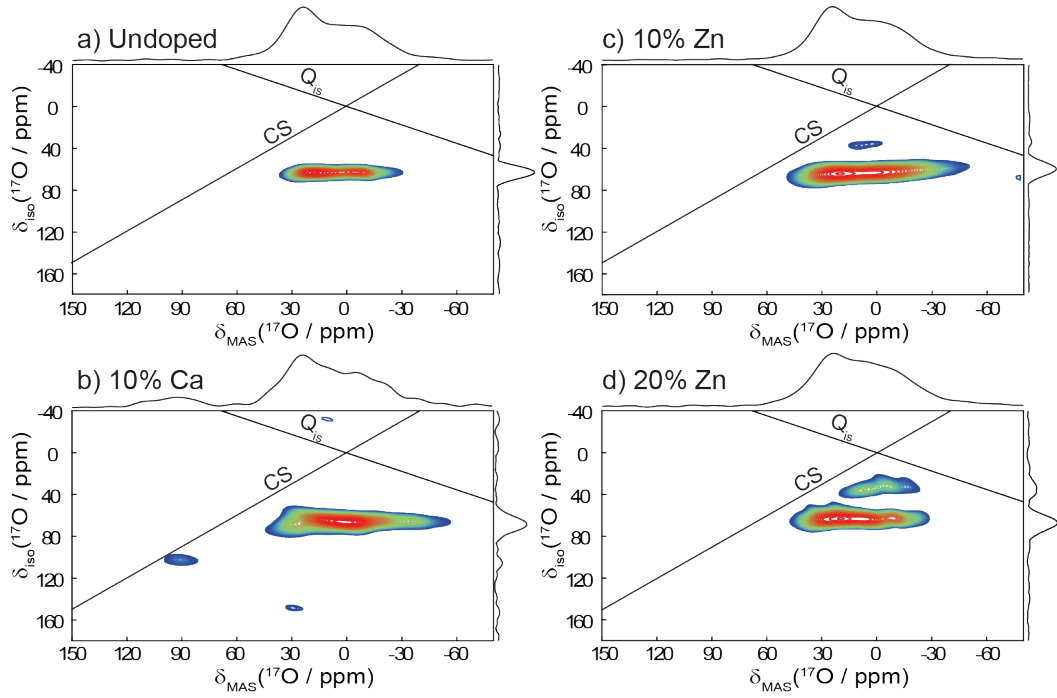 a) Undoped
-40
0
40
80
120
160
δiso(¹⁷O / ppm)
Qis
CS
150 120 90 60 30 0 -30 -60
δMAS(¹⁷O / ppm)
c) 10% Zn
-40
0
40
80
120
160
δiso(¹⁷O / ppm)
Qis
CS
150 120 90 60 30 0 -30 -60
δMAS(¹⁷O / ppm)
b) 10% Ca
-40
0
40
80
120
160
δiso(¹⁷O / ppm)
Qis
CS
150 120 90 60 30 0 -30 -60
δMAS(¹⁷O / ppm)
d) 20% Zn
-40
0
40
80
120
160
δiso(¹⁷O / ppm)
Qis
CS
150 120 90 60 30 0 -30 -60
δMAS(¹⁷O / ppm)